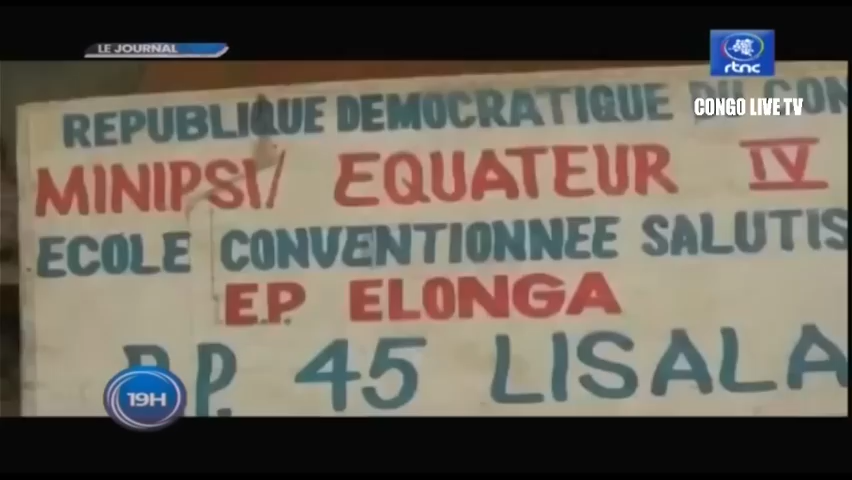 LE JOURNAL
rtnc
CONGO LIVE TV
REPUBLIQUE DEMOCRATIQUE DU CON
MINIPSI/ EQUATEUR IV
ECOLE CONVENTIONNEE SALUTIS
E.P. ELONGA
B.P. 45 LISALA
19H